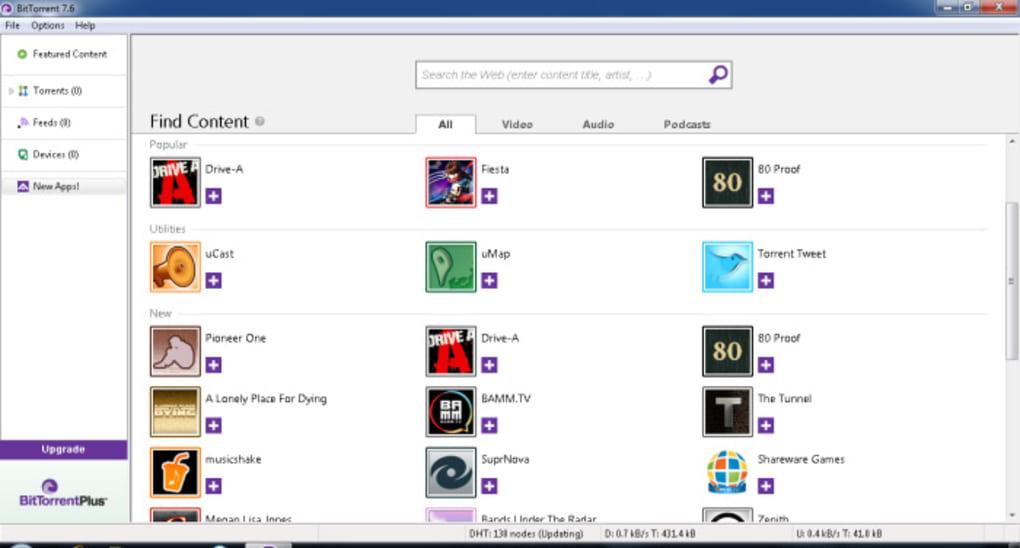 BitTorrent 7.6
File Options Help
Featured Content
Torrents (0)
Feeds (0)
Devices (0)
New Apps!
Upgrade
BitTorrentPlus
Search the Web (enter content title, artist, ...)
Find Content
All Video Audio Podcasts
Popular
DRIVE A
Drive-A
Fiesta
80
80 Proof
Utilities
uCast
uMap
Torrent Tweet
New
Pioneer One
DRIVE A
Drive-A
80
80 Proof
DYING
A Lonely Place For Dying
BAMM
BAMM.TV
T
The Tunnel
musicshake
SuprNova
Shareware Games
Megan Lisa Jones
Bands Under The Radar
Zenith
DHT: 138 nodes (Updating) D: 0.7 kB/s T: 431.4 kB U: 0.4 kB/s T: 41.8 kB